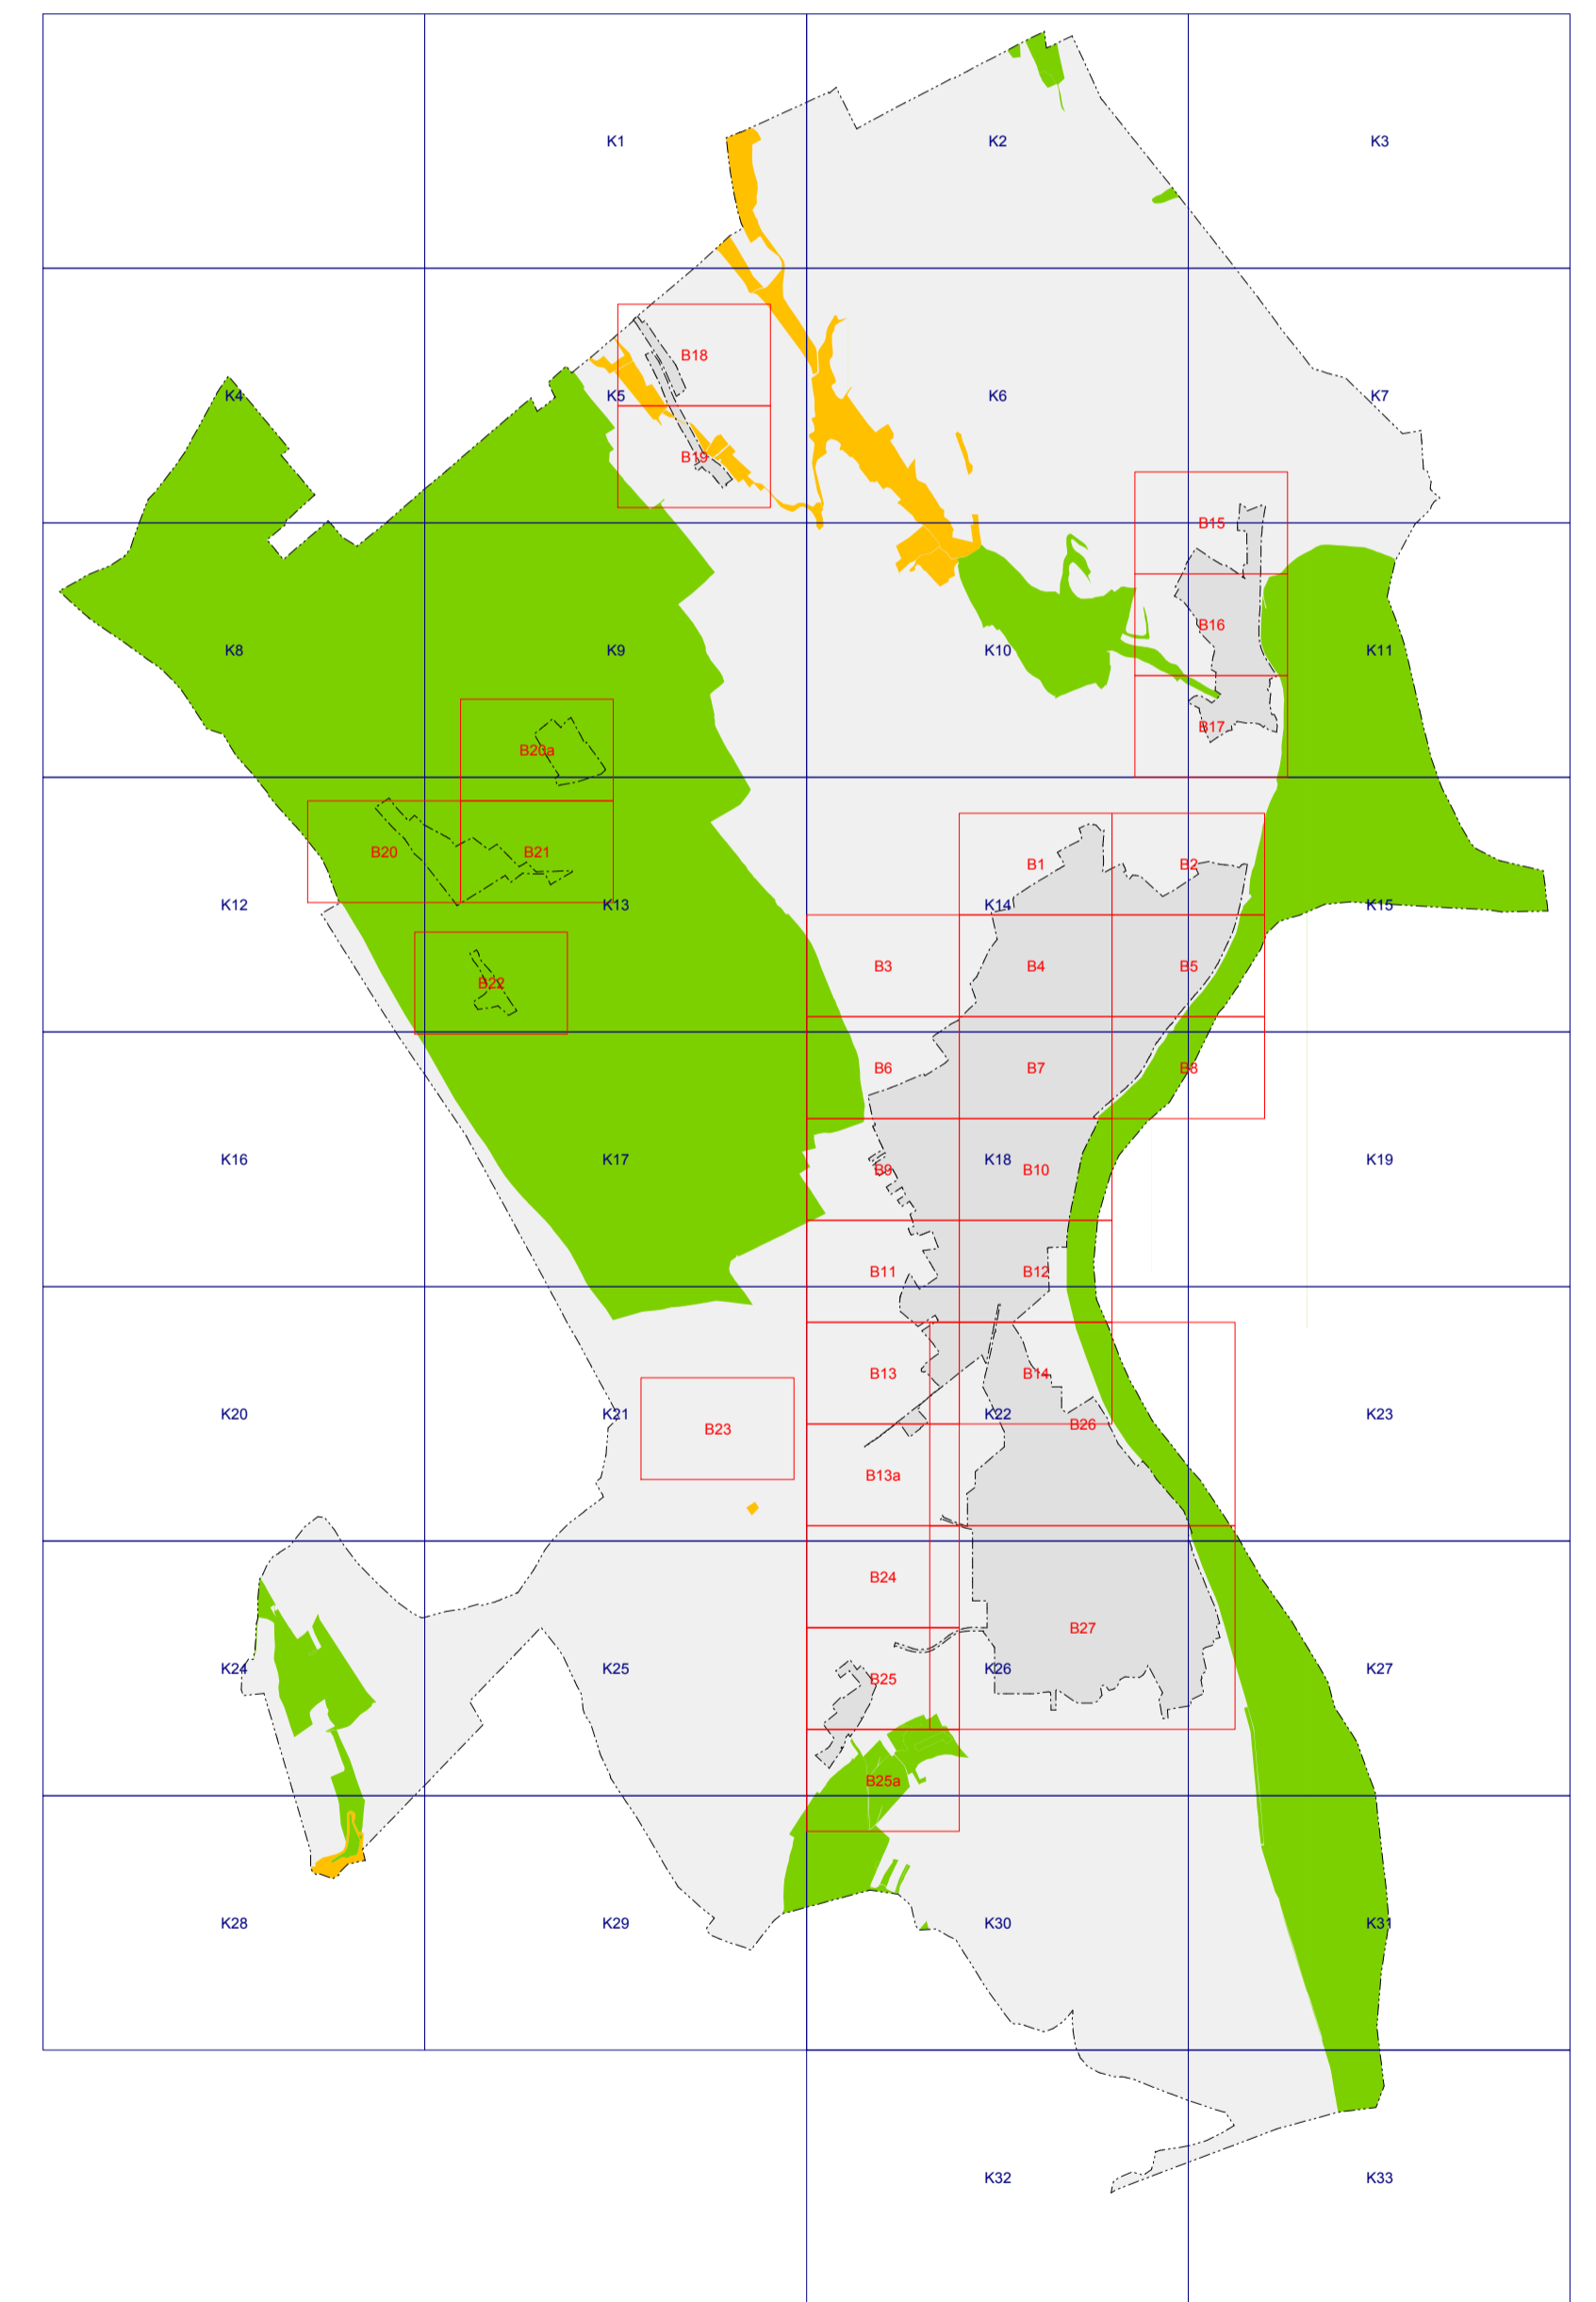 K1 K2 K3
B18
K4 K5 K6 K7
B19
B15
B16
K8 K9 K10 K11
B17
B20a
B20 B21 B1 B2
K12 K13 K14 K15
B3 B4 B5
B22
B6 B7 B8
K16 K17 K18 K19
B9 B10
B11 B12
B13 B14
K20 K21 K22 K23
B26
B23
B13a
B24
B27
K24 K25 K26 K27
B25
B25a
K28 K29 K30 K31
K32 K33